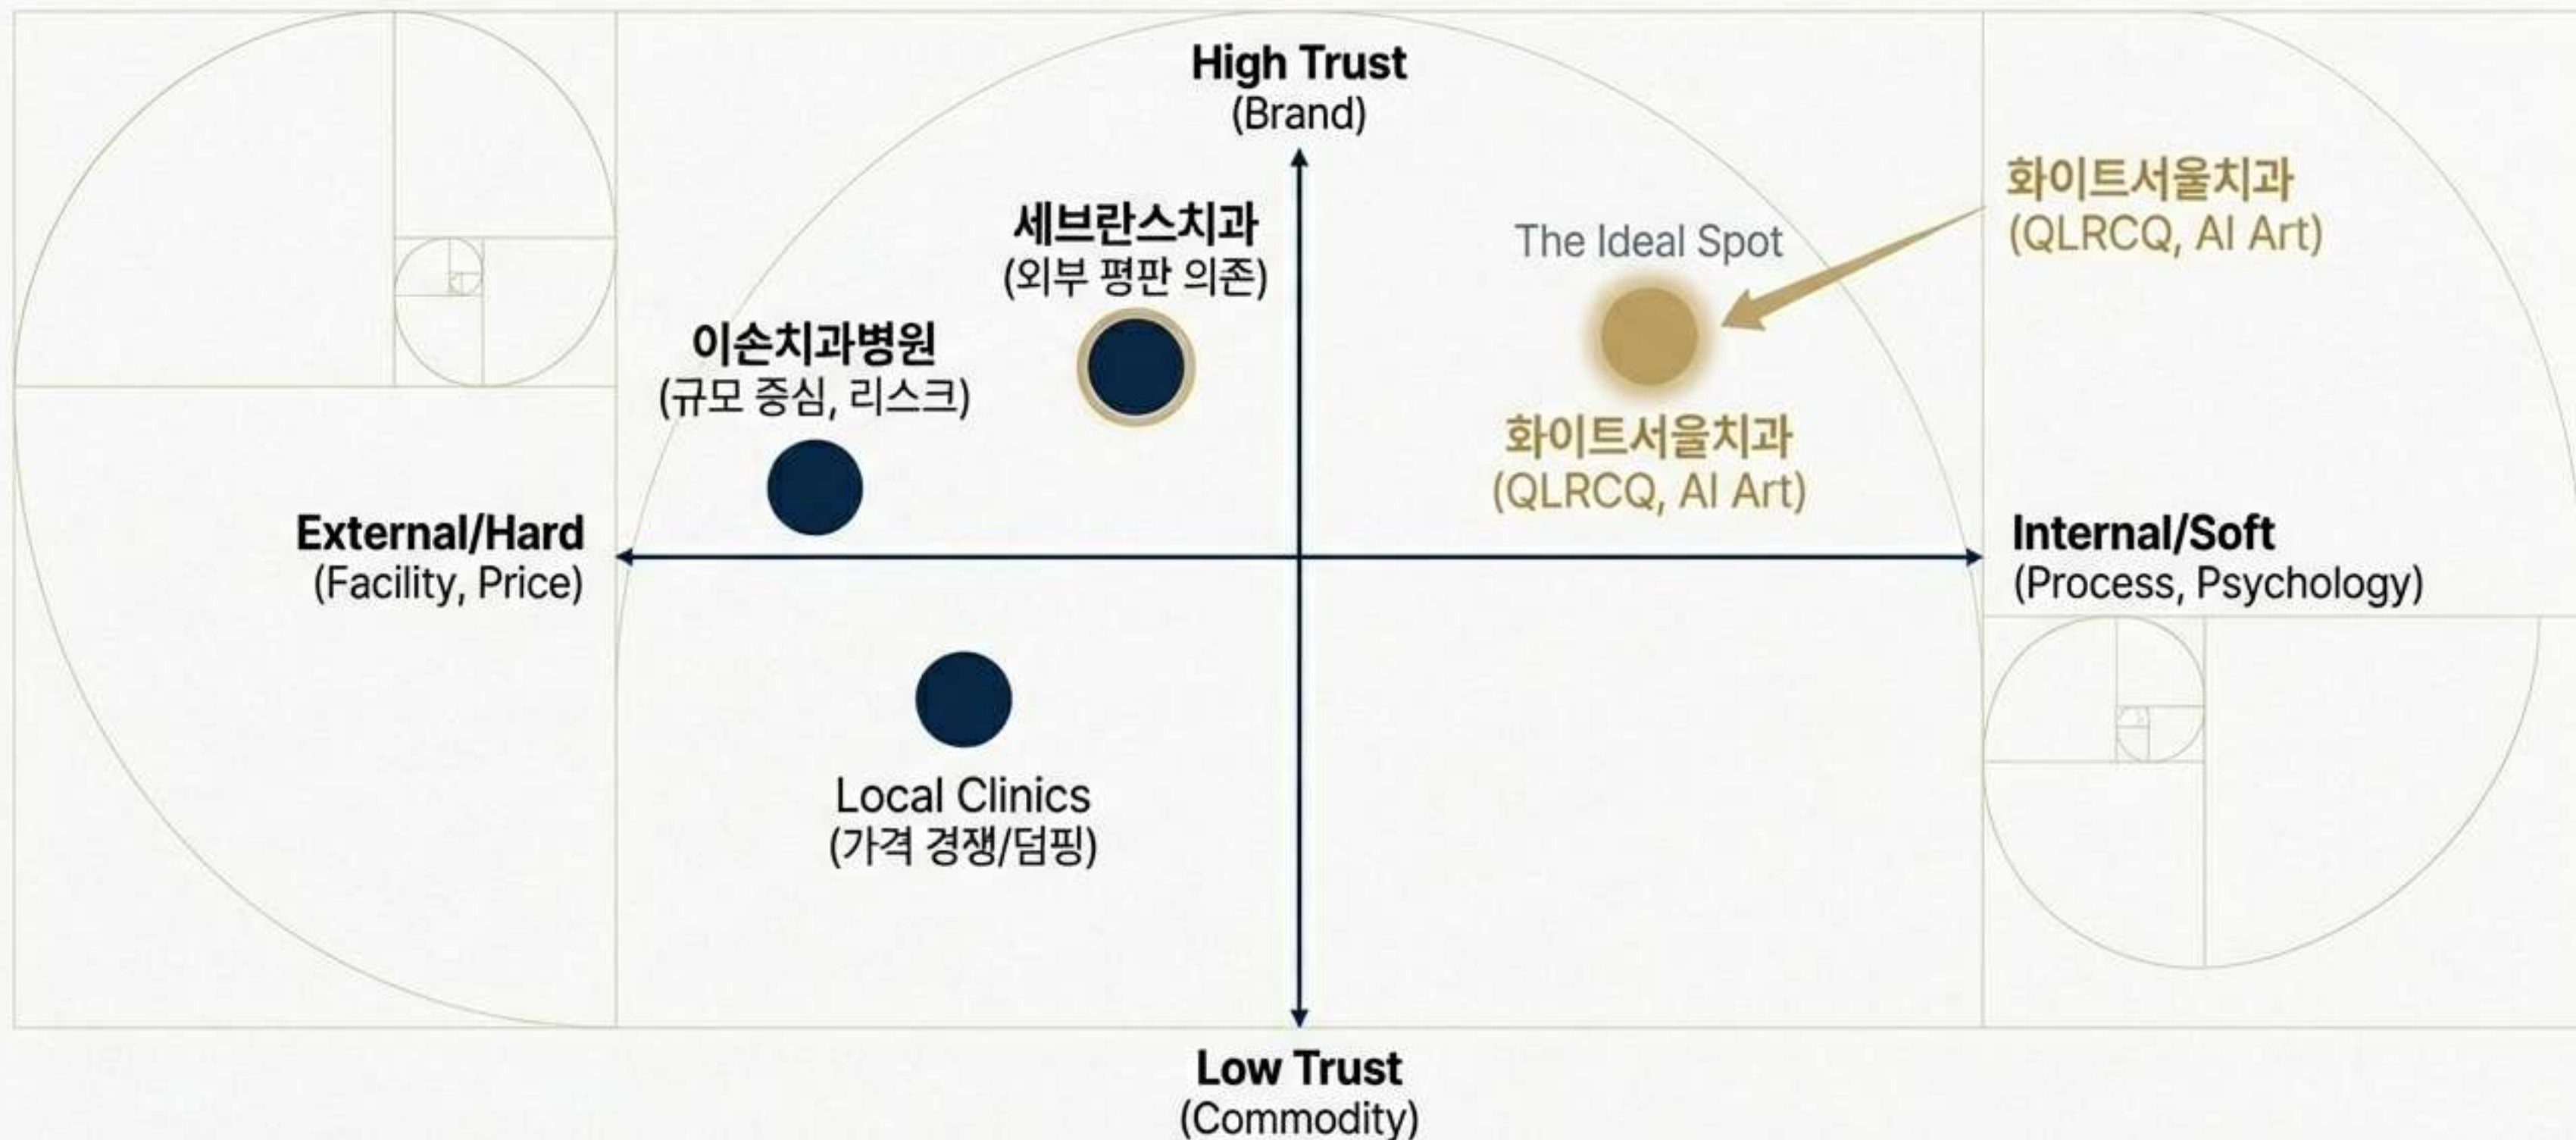 High Trust
(Brand)
화이트서울치과
(QLRCQ, AI Art)
세브란스치과
(외부 평판 의존)
The Ideal Spot
이손치과병원
(규모 중심, 리스크)
화이트서울치과
(QLRCQ, AI Art)
External/Hard
(Facility, Price)
Internal/Soft
(Process, Psychology)
Local Clinics
(가격 경쟁/덤핑)
Low Trust
(Commodity)